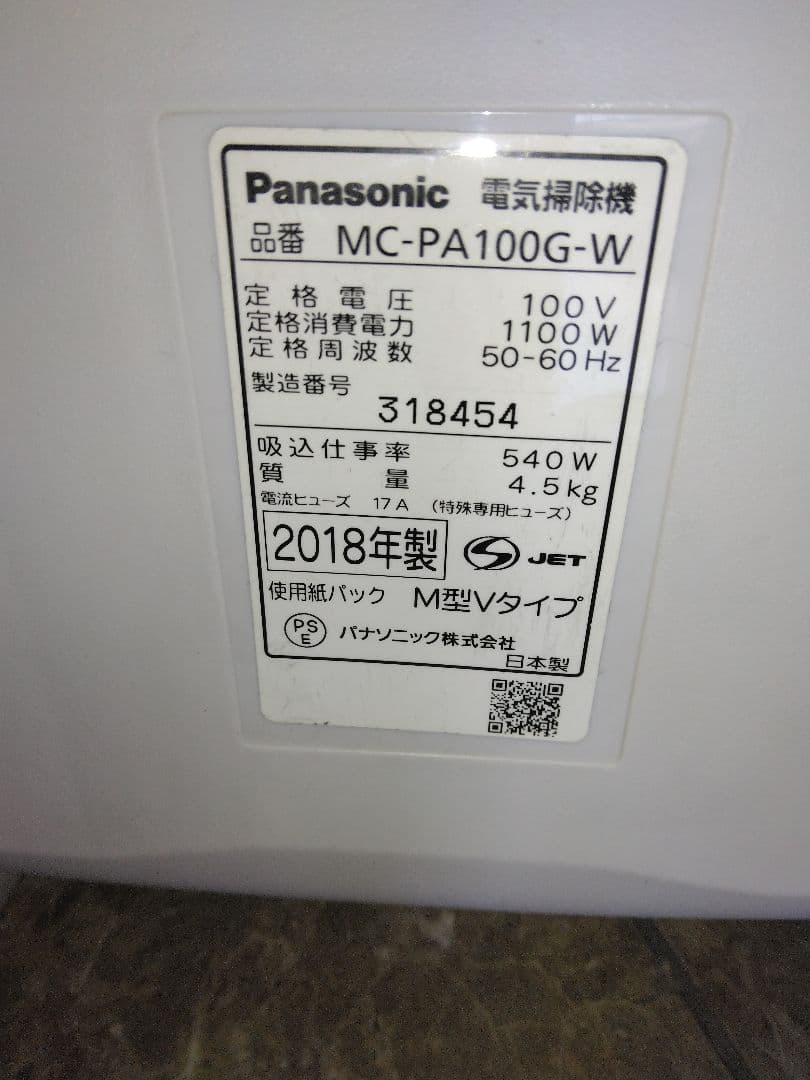 Panasonic 電気掃除機
品番 MC-PA100G-W
定格電圧 100V
定格消費電力 1100W
定格周波数 50-60Hz
製造番号
318454
吸込仕事率 540W
質量 4.5kg
電流ヒューズ 17A (特殊専用ヒューズ)
2018年製 S JET
使用紙パック M型Vタイプ
PSE パナソニック株式会社
日本製